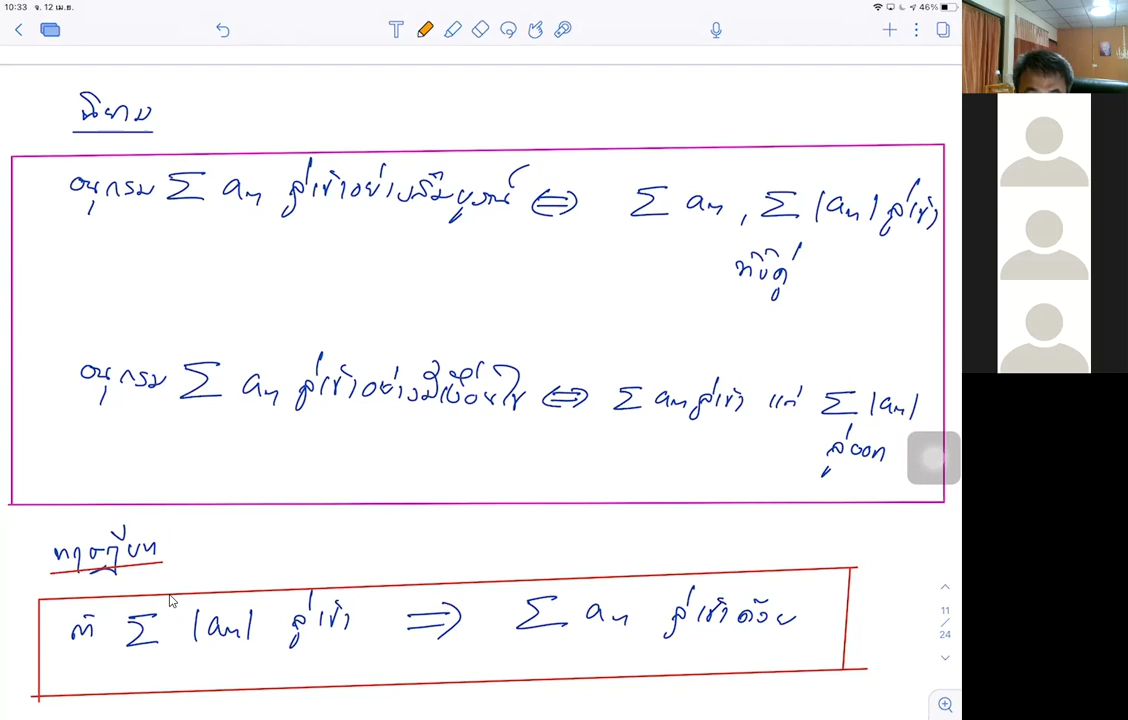 10:33 จ. 12 เม.ย.
46%
นิยาม
อนุกรม ∑ aₙ ลู่เข้าอย่างสัมบูรณ์ ⇔ ∑ aₙ , ∑ |aₙ| ลู่เข้า
ทั้งคู่
อนุกรม ∑ aₙ ลู่เข้าอย่างมีเงื่อนไข ⇔ ∑ aₙ ลู่เข้า แต่ ∑ |aₙ|
ลู่ออก
ทฤษฎีบท
ถ้า ∑ |aₙ| ลู่เข้า ⇒ ∑ aₙ ลู่เข้าด้วย
11
/
24